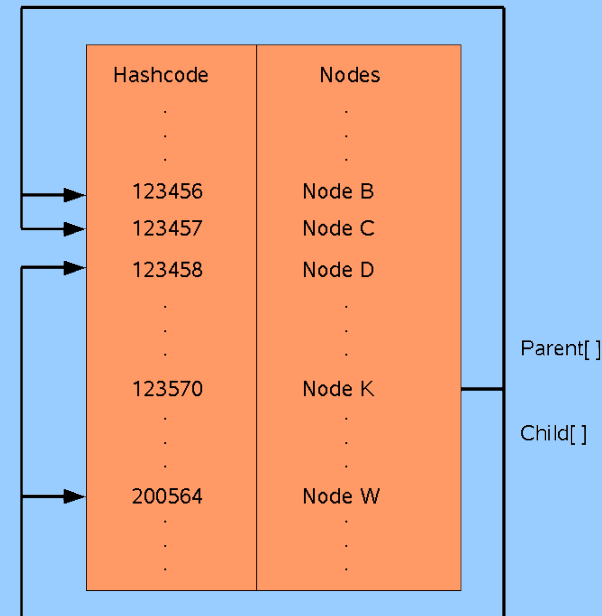 Hashcode Nodes
.  .
.  .
.  .
123456 Node B
123457 Node C
123458 Node D
.  .
.  .
.  .
Parent[ ]
123570 Node K
.  .
Child[ ]
.  .
.  .
200564 Node W
.  .
.  .
.  .